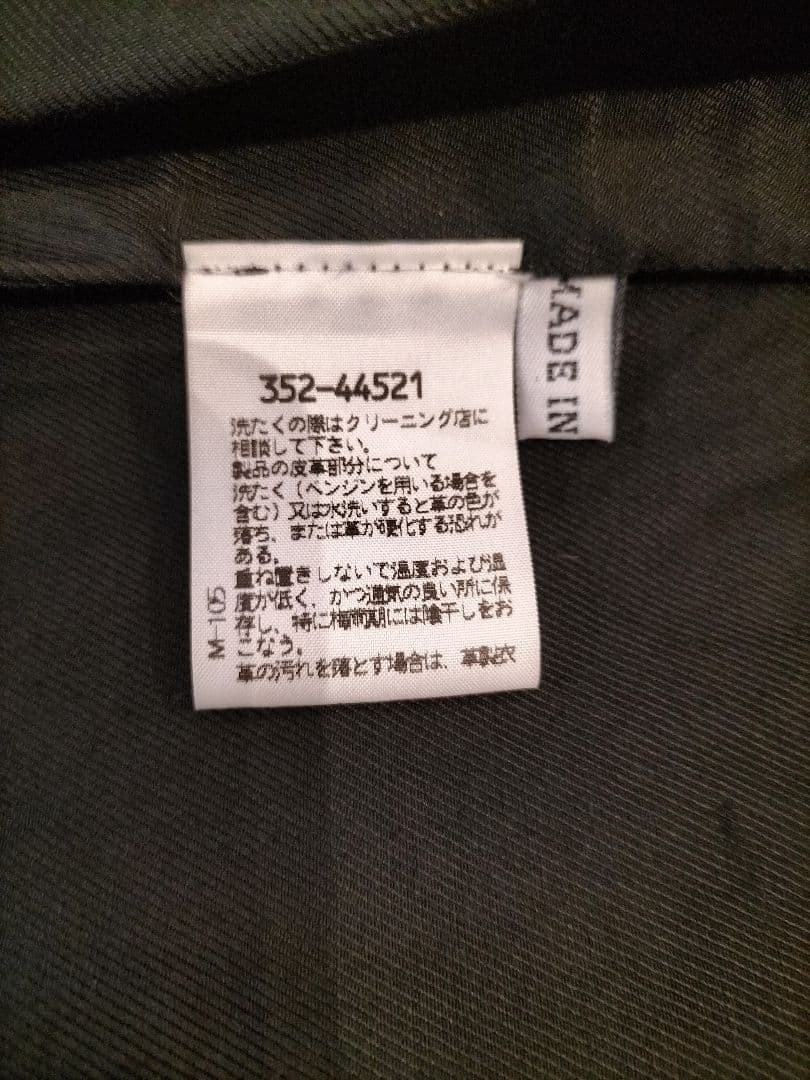 352-44521
洗たくの際はクリーニング店に
相談して下さい。
製品の皮革部分について
洗たく（ベンジンを用いる場合を
含む）又は水洗いすると革の色が
落ち、または革が硬化する恐れが
ある。
重ね置きしないで温度および湿
度が低く、かつ通気の良い所に保
存し、特に梅雨期には陰干しをお
こなう。
革の汚れを落とす場合は、革製衣
M-105
MADE IN